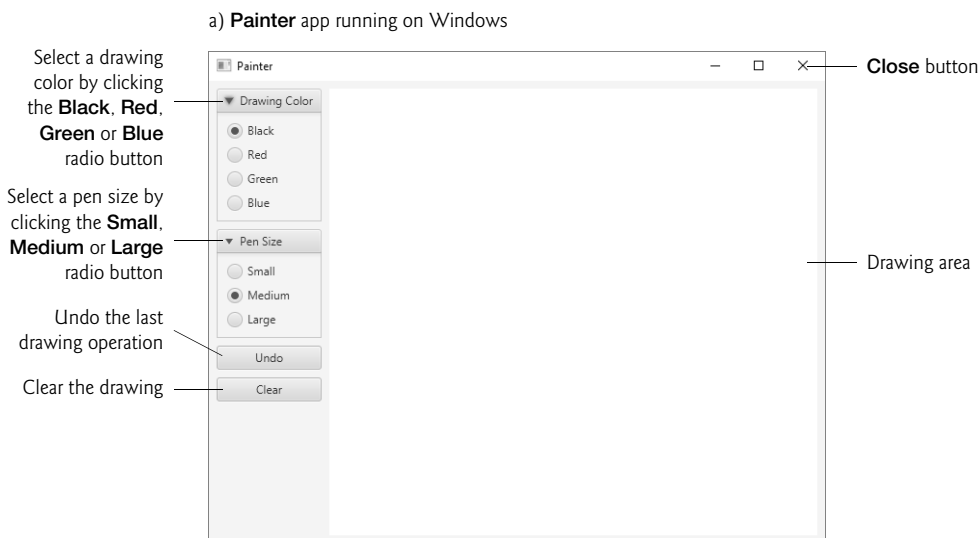 a) Painter app running on Windows
Select a drawing
color by clicking
the Black, Red,
Green or Blue
radio button
Select a pen size by
clicking the Small,
Medium or Large
radio button
Undo the last
drawing operation
Clear the drawing
Painter
Drawing Color
Black
Red
Green
Blue
Pen Size
Small
Medium
Large
Undo
Clear
Close button
Drawing area